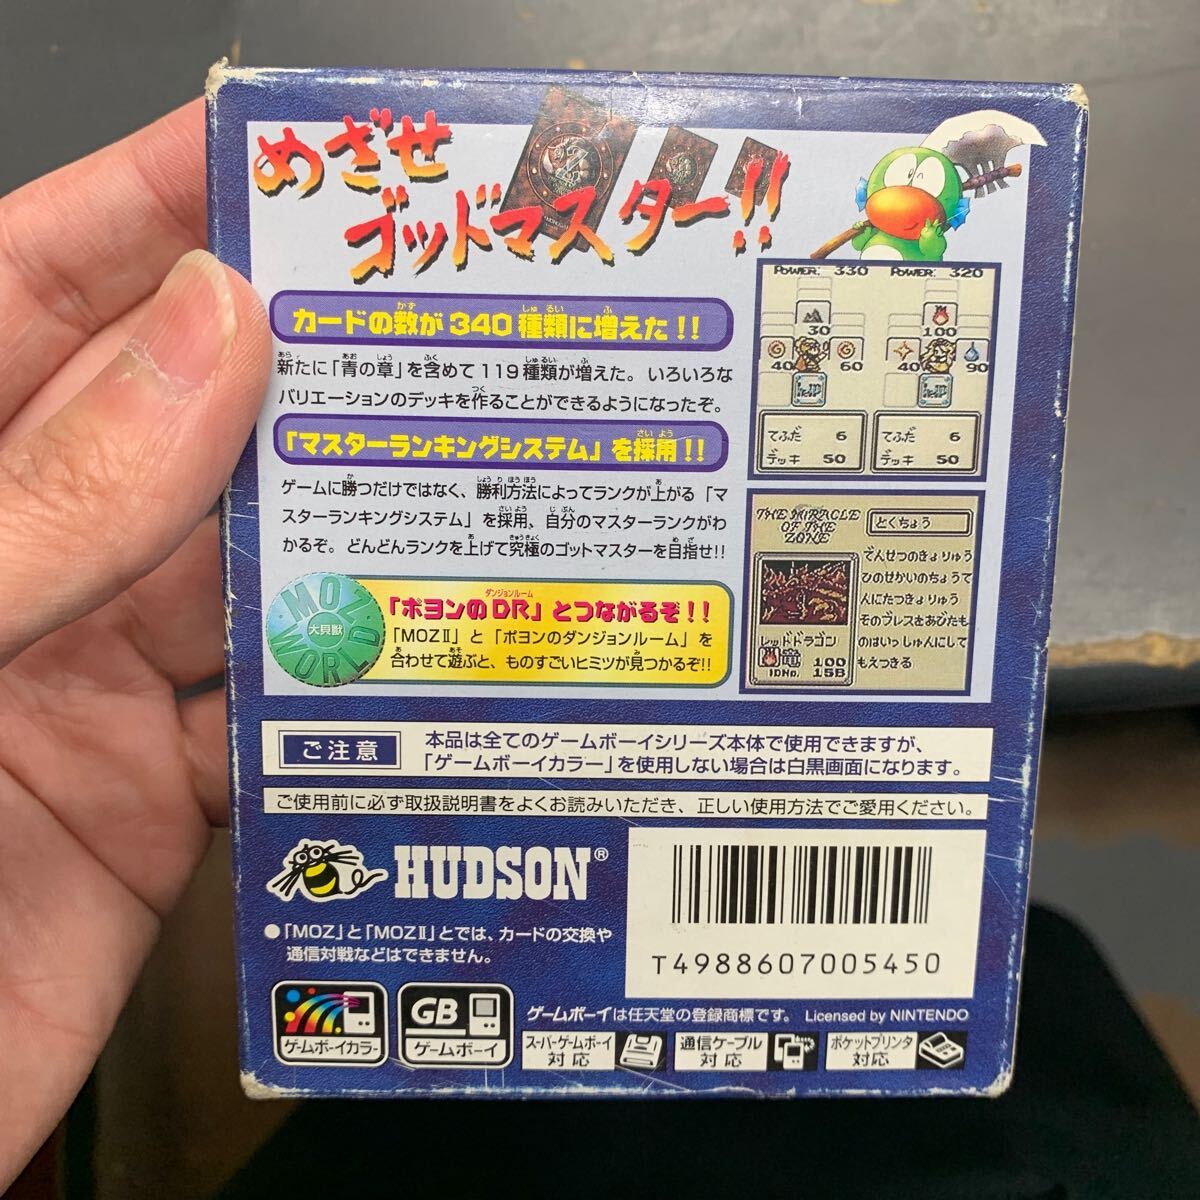 めざせ
ゴッドマスター!!
カードの数が340種類に増えた!!
新たに「青の章」を含めて119種類が増えた。いろいろな
バリエーションのデッキを作ることができるようになったぞ。
「マスターランキングシステム」を採用!!
ゲームに勝つだけではなく、勝利方法によってランクが上がる「マ
スターランキングシステム」を採用、自分のマスターランクがわ
かるぞ。どんどんランクを上げて究極のゴットマスターを目指せ!!
MOZ WORLD
大貝獣
「ポヨンのDR」とつながるぞ!!
「MOZⅡ」と「ポヨンのダンジョンルーム」を
合わせて遊ぶと、ものすごいヒミツが見つかるぞ!!
POWER: 330 POWER: 320
30 100
40 60 40 90
てふだ 6 てふだ 6
デッキ 50 デッキ 50
THE MIRACLE
OF THE
ZONE
とくちょう
でんせつのきょりゅう
ひのせかいのちょうて
んにたつきょりゅう
そのブレスをあびたも
のはいっしゅんにして
もえつきる
レッドドラゴン
竜 100
IDNo. 15B
ご注意
本品は全てのゲームボーイシリーズ本体で使用できますが、
「ゲームボーイカラー」を使用しない場合は白黒画面になります。
ご使用前に必ず取扱説明書をよくお読みいただき、正しい使用方法でご愛用ください。
HUDSON®
●「MOZ」と「MOZⅡ」とでは、カードの交換や
通信対戦などはできません。
T4988607005450
ゲームボーイカラー
GB
ゲームボーイ
ゲームボーイは任天堂の登録商標です。 Licensed by NINTENDO
スーパーゲームボーイ
対応
通信ケーブル
対応
ポケットプリンタ
対応